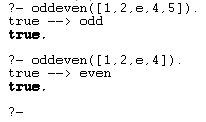 ?- oddeven([1,2,e,4,5]).
true --> odd
true.
?- oddeven([1,2,e,4]).
true --> even
true.
?-